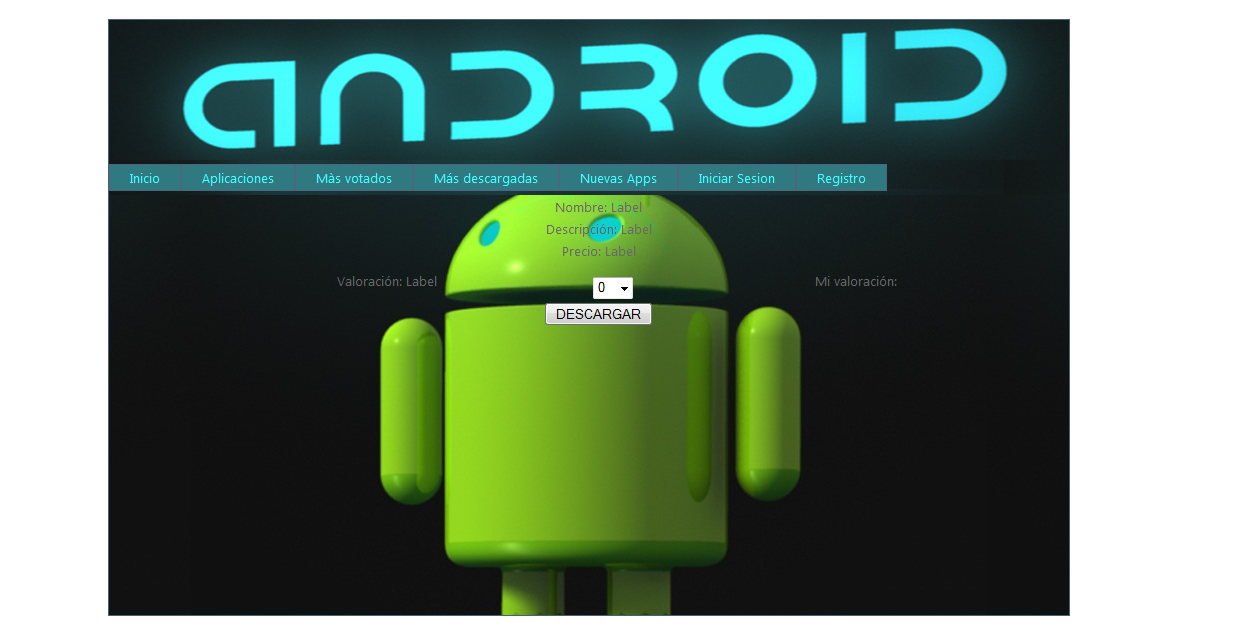 ANDROID
Inicio Aplicaciones Màs votados Más descargadas Nuevas Apps Iniciar Sesion Registro
Nombre: Label
Descripción: Label
Precio: Label
Valoración: Label 0 Mi valoración:
DESCARGAR